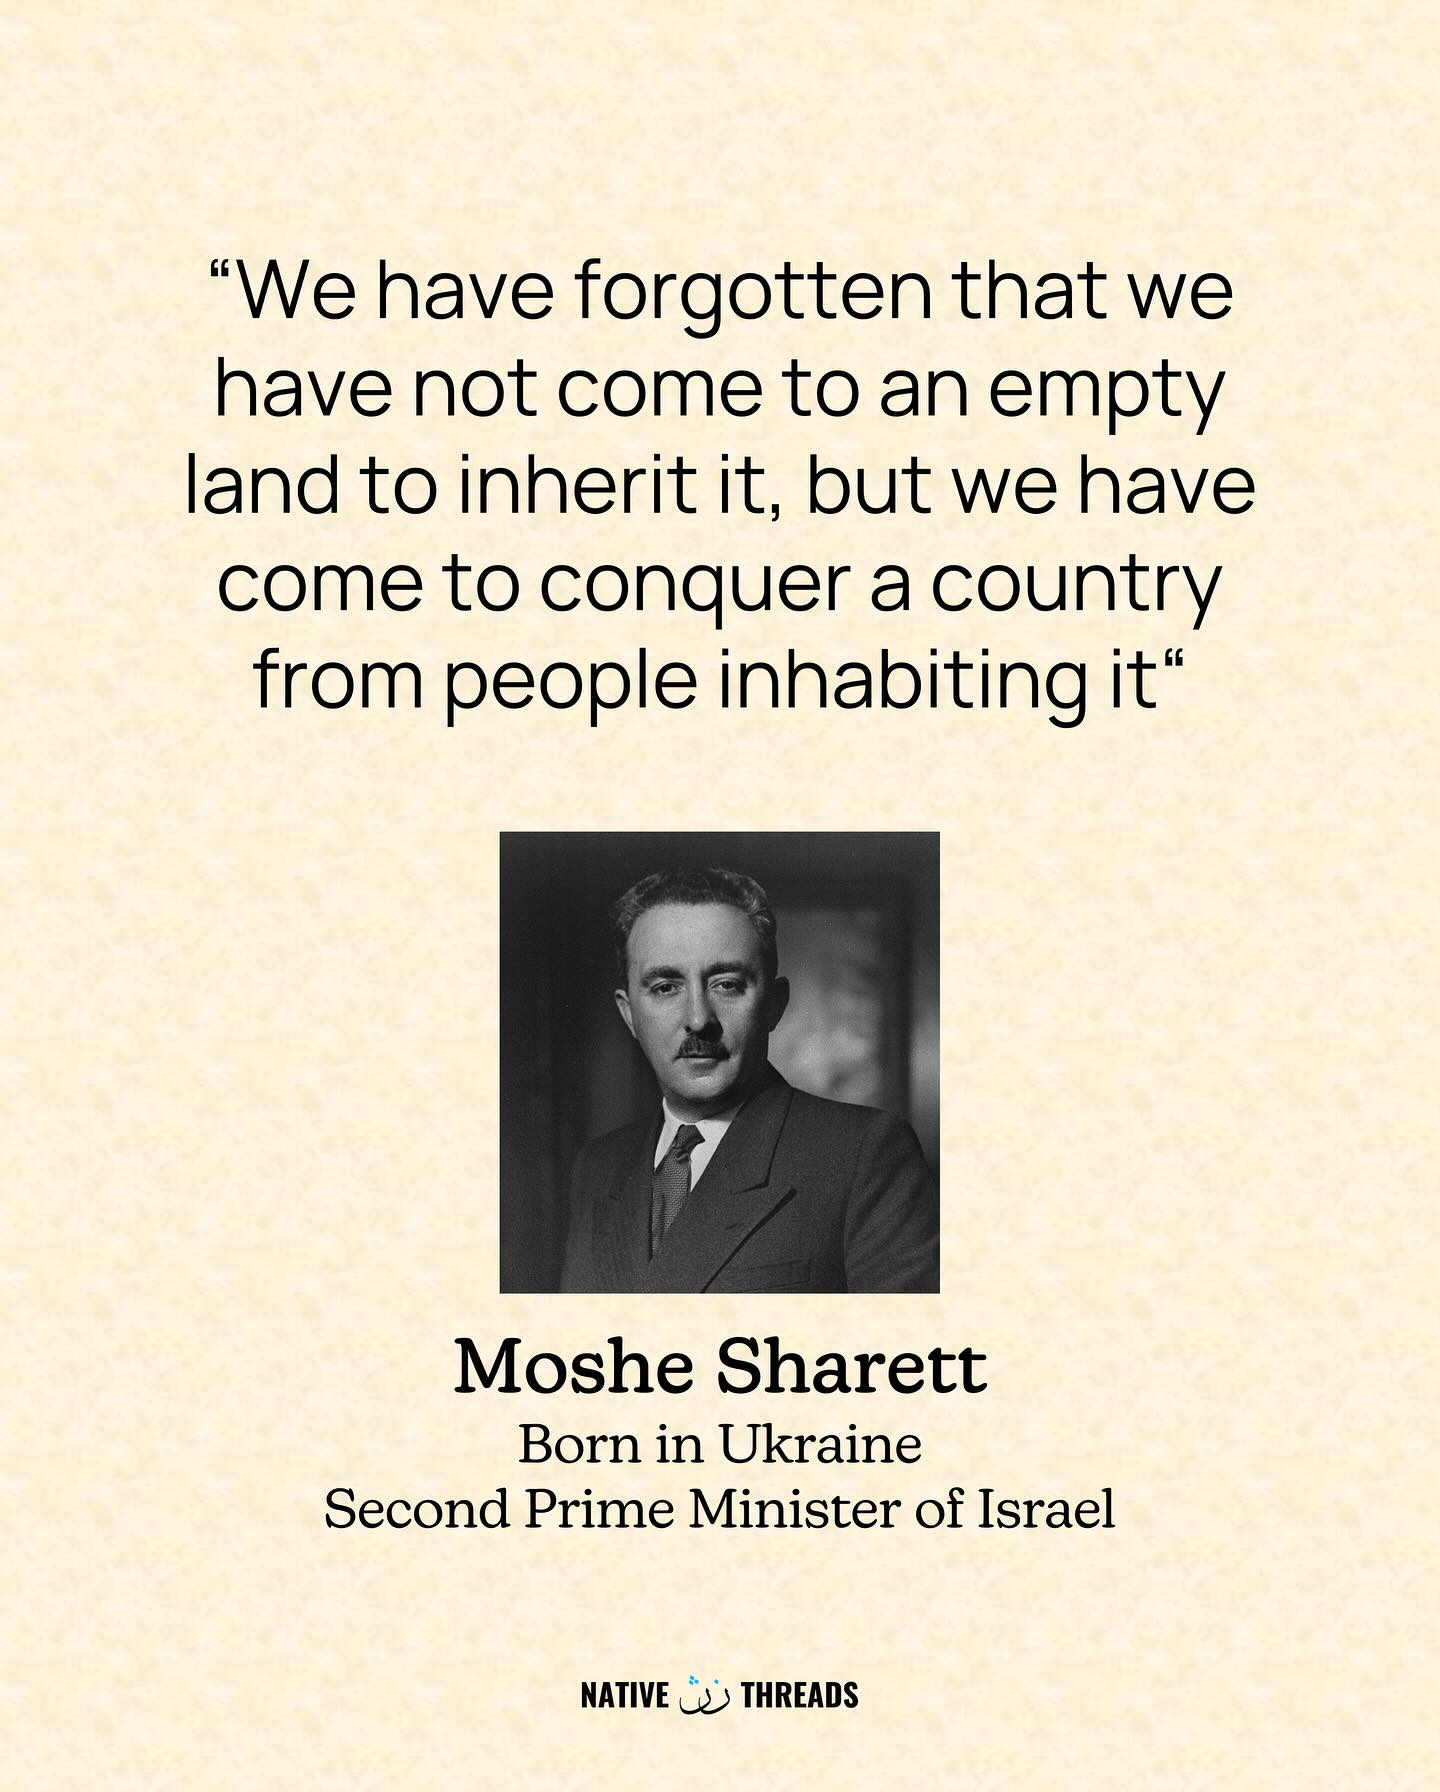 “We have forgotten that we
have not come to an empty
land to inherit it, but we have
come to conquer a country
from people inhabiting it“
Moshe Sharett
Born in Ukraine
Second Prime Minister of Israel
NATIVE THREADS